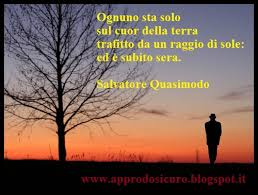 Ognuno sta solo
sul cuor della terra
trafitto da un raggio di sole:
ed è subito sera.
Salvatore Quasimodo
www.approdosicuro.blogspot.it